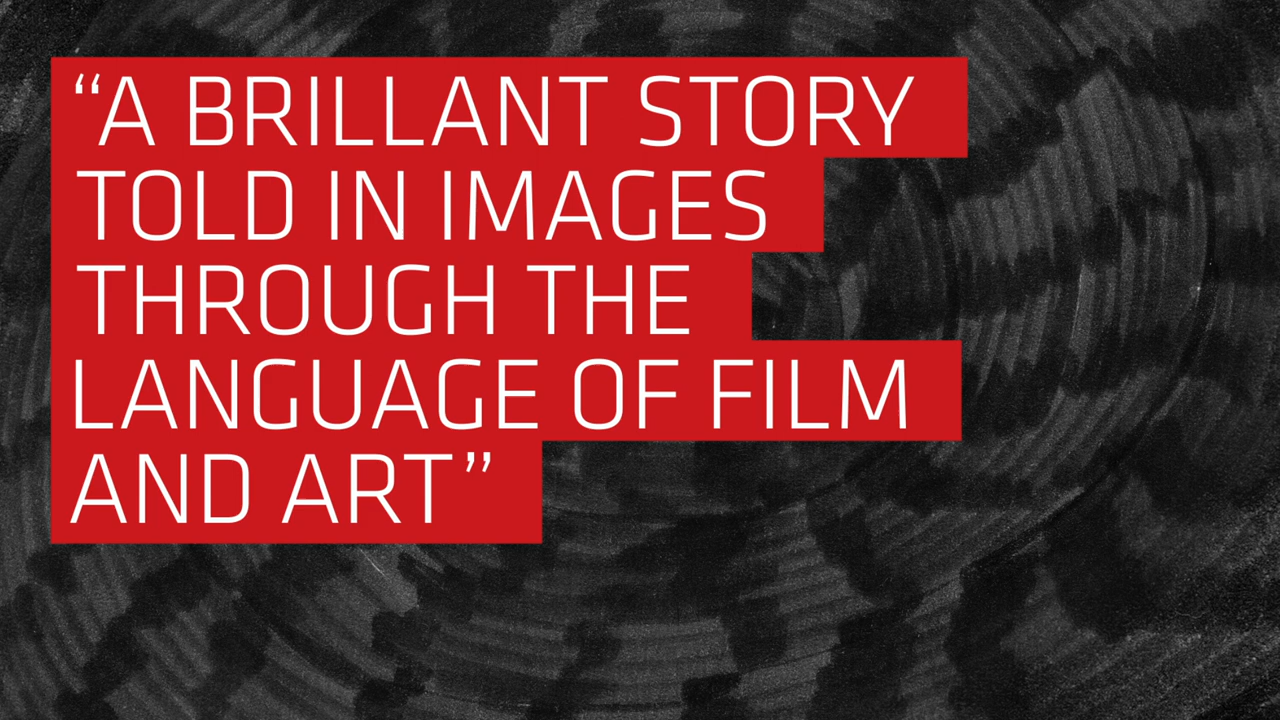 “A BRILLANT STORY
TOLD IN IMAGES
THROUGH THE
LANGUAGE OF FILM
AND ART”